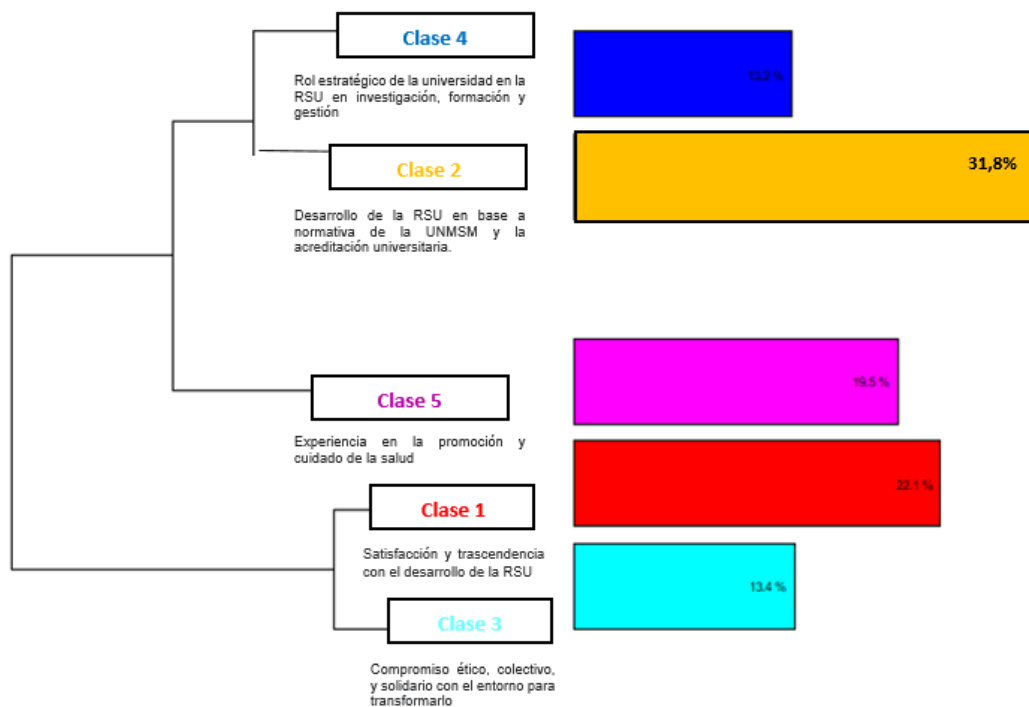 Clase 4
13.2 %
Rol estratégico de la universidad en la
RSU en investigación, formación y
gestión
Clase 2
31,8%
Desarrollo de la RSU en base a
normativa de la UNMSM y la
acreditación universitaria.
Clase 5
19.5 %
Experiencia en la promoción y
cuidado de la salud
Clase 1
22.1 %
Satisfacción y trascendencia
con el desarrollo de la RSU
Clase 3
13.4 %
Compromiso ético, colectivo,
y solidario con el entorno para
transformarlo